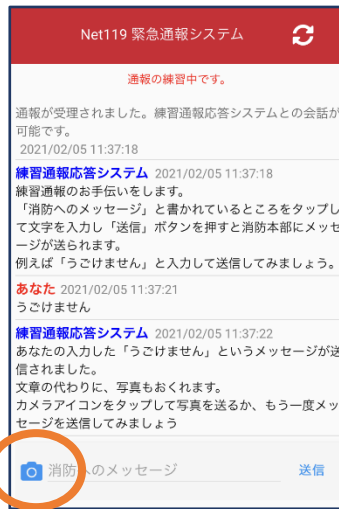 Net119 緊急通報システム
通報の練習中です。
通報が受理されました。練習通報応答システムとの会話が
可能です。
2021/02/05 11:37:18
練習通報応答システム 2021/02/05 11:37:18
練習通報のお手伝いをします。
「消防へのメッセージ」と書かれているところをタップし
て文字を入力し「送信」ボタンを押すと消防本部にメッセ
ージが送られます。
例えば「うごけません」と入力して送信してみましょう。
あなた 2021/02/05 11:37:21
うごけません
練習通報応答システム 2021/02/05 11:37:22
あなたの入力した「うごけません」というメッセージが送
信されました。
文章の代わりに、写真もおくれます。
カメラアイコンをタップして写真を送るか、もう一度メッ
セージを送信してみましょう
消防へのメッセージ 送信